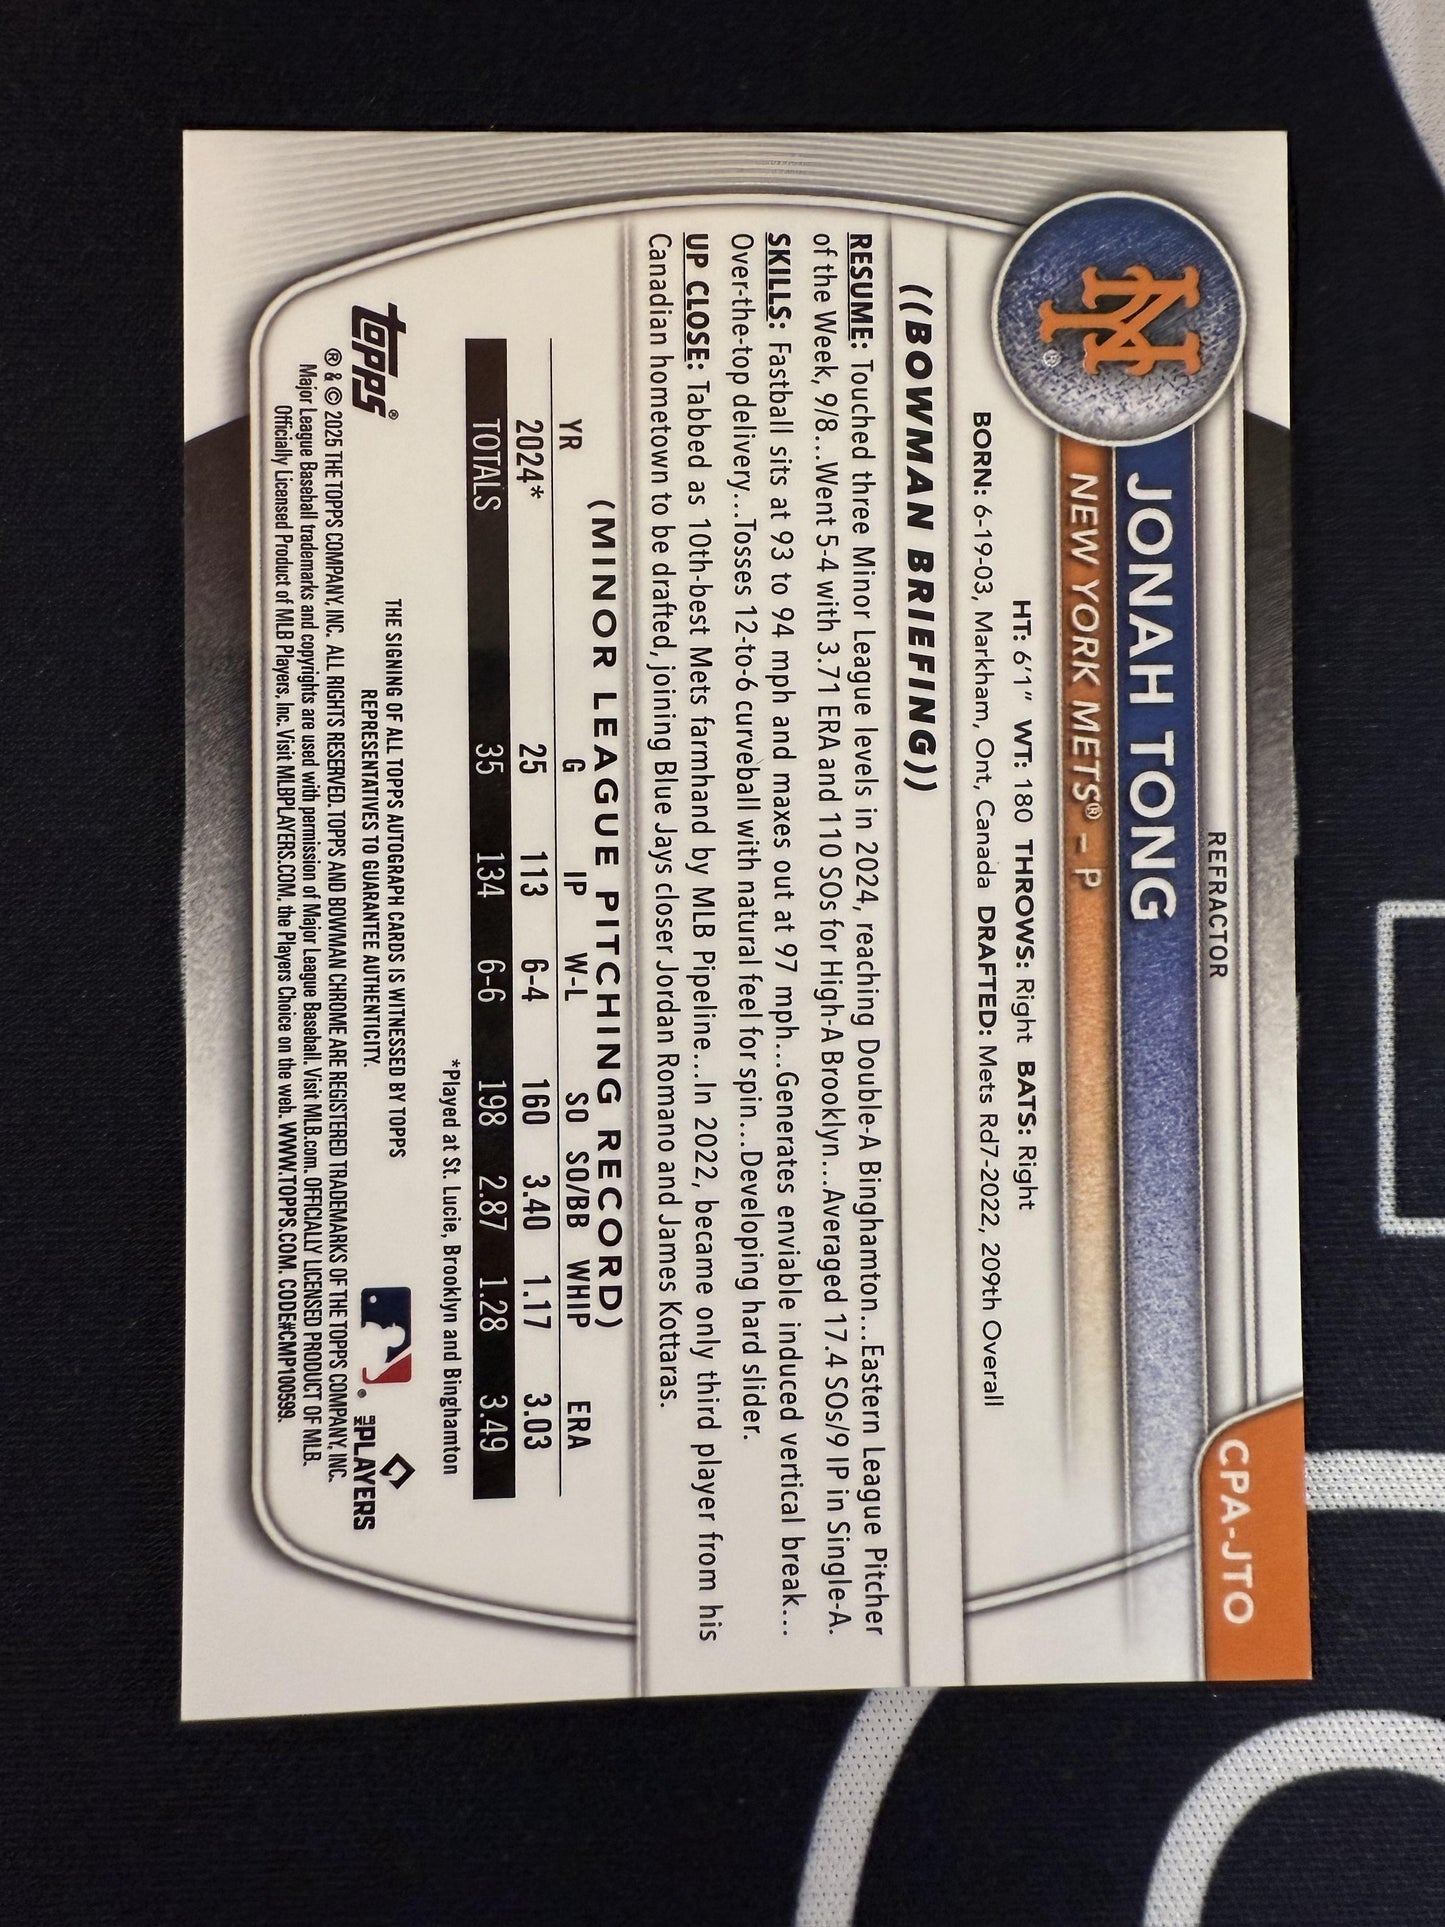 REFRACTOR
CPA-JTO
JONAH TONG
NEW YORK METS® – P
HT: 6'1" WT: 180 THROWS: Right BATS: Right
BORN: 6-19-03, Markham, Ont, Canada DRAFTED: Mets Rd7-2022, 209th Overall
((BOWMAN BRIEFING))
RESUME: Touched three Minor League levels in 2024, reaching Double-A Binghamton...Eastern League Pitcher
of the Week, 9/8...Went 5-4 with 3.71 ERA and 110 SOs for High-A Brooklyn...Averaged 17.4 SOs/9 IP in Single-A.
SKILLS: Fastball sits at 93 to 94 mph and maxes out at 97 mph...Generates enviable induced vertical break...
Over-the-top delivery...Tosses 12-to-6 curveball with natural feel for spin...Developing hard slider.
UP CLOSE: Tabbed as 10th-best Mets farmhand by MLB Pipeline...In 2022, became only third player from his
Canadian hometown to be drafted, joining Blue Jays closer Jordan Romano and James Kottaras.
(MINOR LEAGUE PITCHING RECORD)
YR G IP W-L SO SO/BB WHIP ERA
2024* 25 113 6-4 160 3.40 1.17 3.03
TOTALS 35 134 6-6 198 2.87 1.28 3.49
*Played at St. Lucie, Brooklyn and Binghamton
THE SIGNING OF ALL TOPPS AUTOGRAPH CARDS IS WITNESSED BY TOPPS
REPRESENTATIVES TO GUARANTEE AUTHENTICITY.
topps®
MLB PLAYERS
® & © 2025 THE TOPPS COMPANY, INC. ALL RIGHTS RESERVED. TOPPS AND BOWMAN CHROME ARE REGISTERED TRADEMARKS OF THE TOPPS COMPANY, INC.
Major League Baseball trademarks and copyrights are used with permission of Major League Baseball. Visit MLB.com. OFFICIALLY LICENSED PRODUCT OF MLB.
Officially Licensed Product of MLB Players, Inc. Visit MLBPLAYERS.COM, the Players Choice on the web. WWW.TOPPS.COM. CODE#CMP100599.